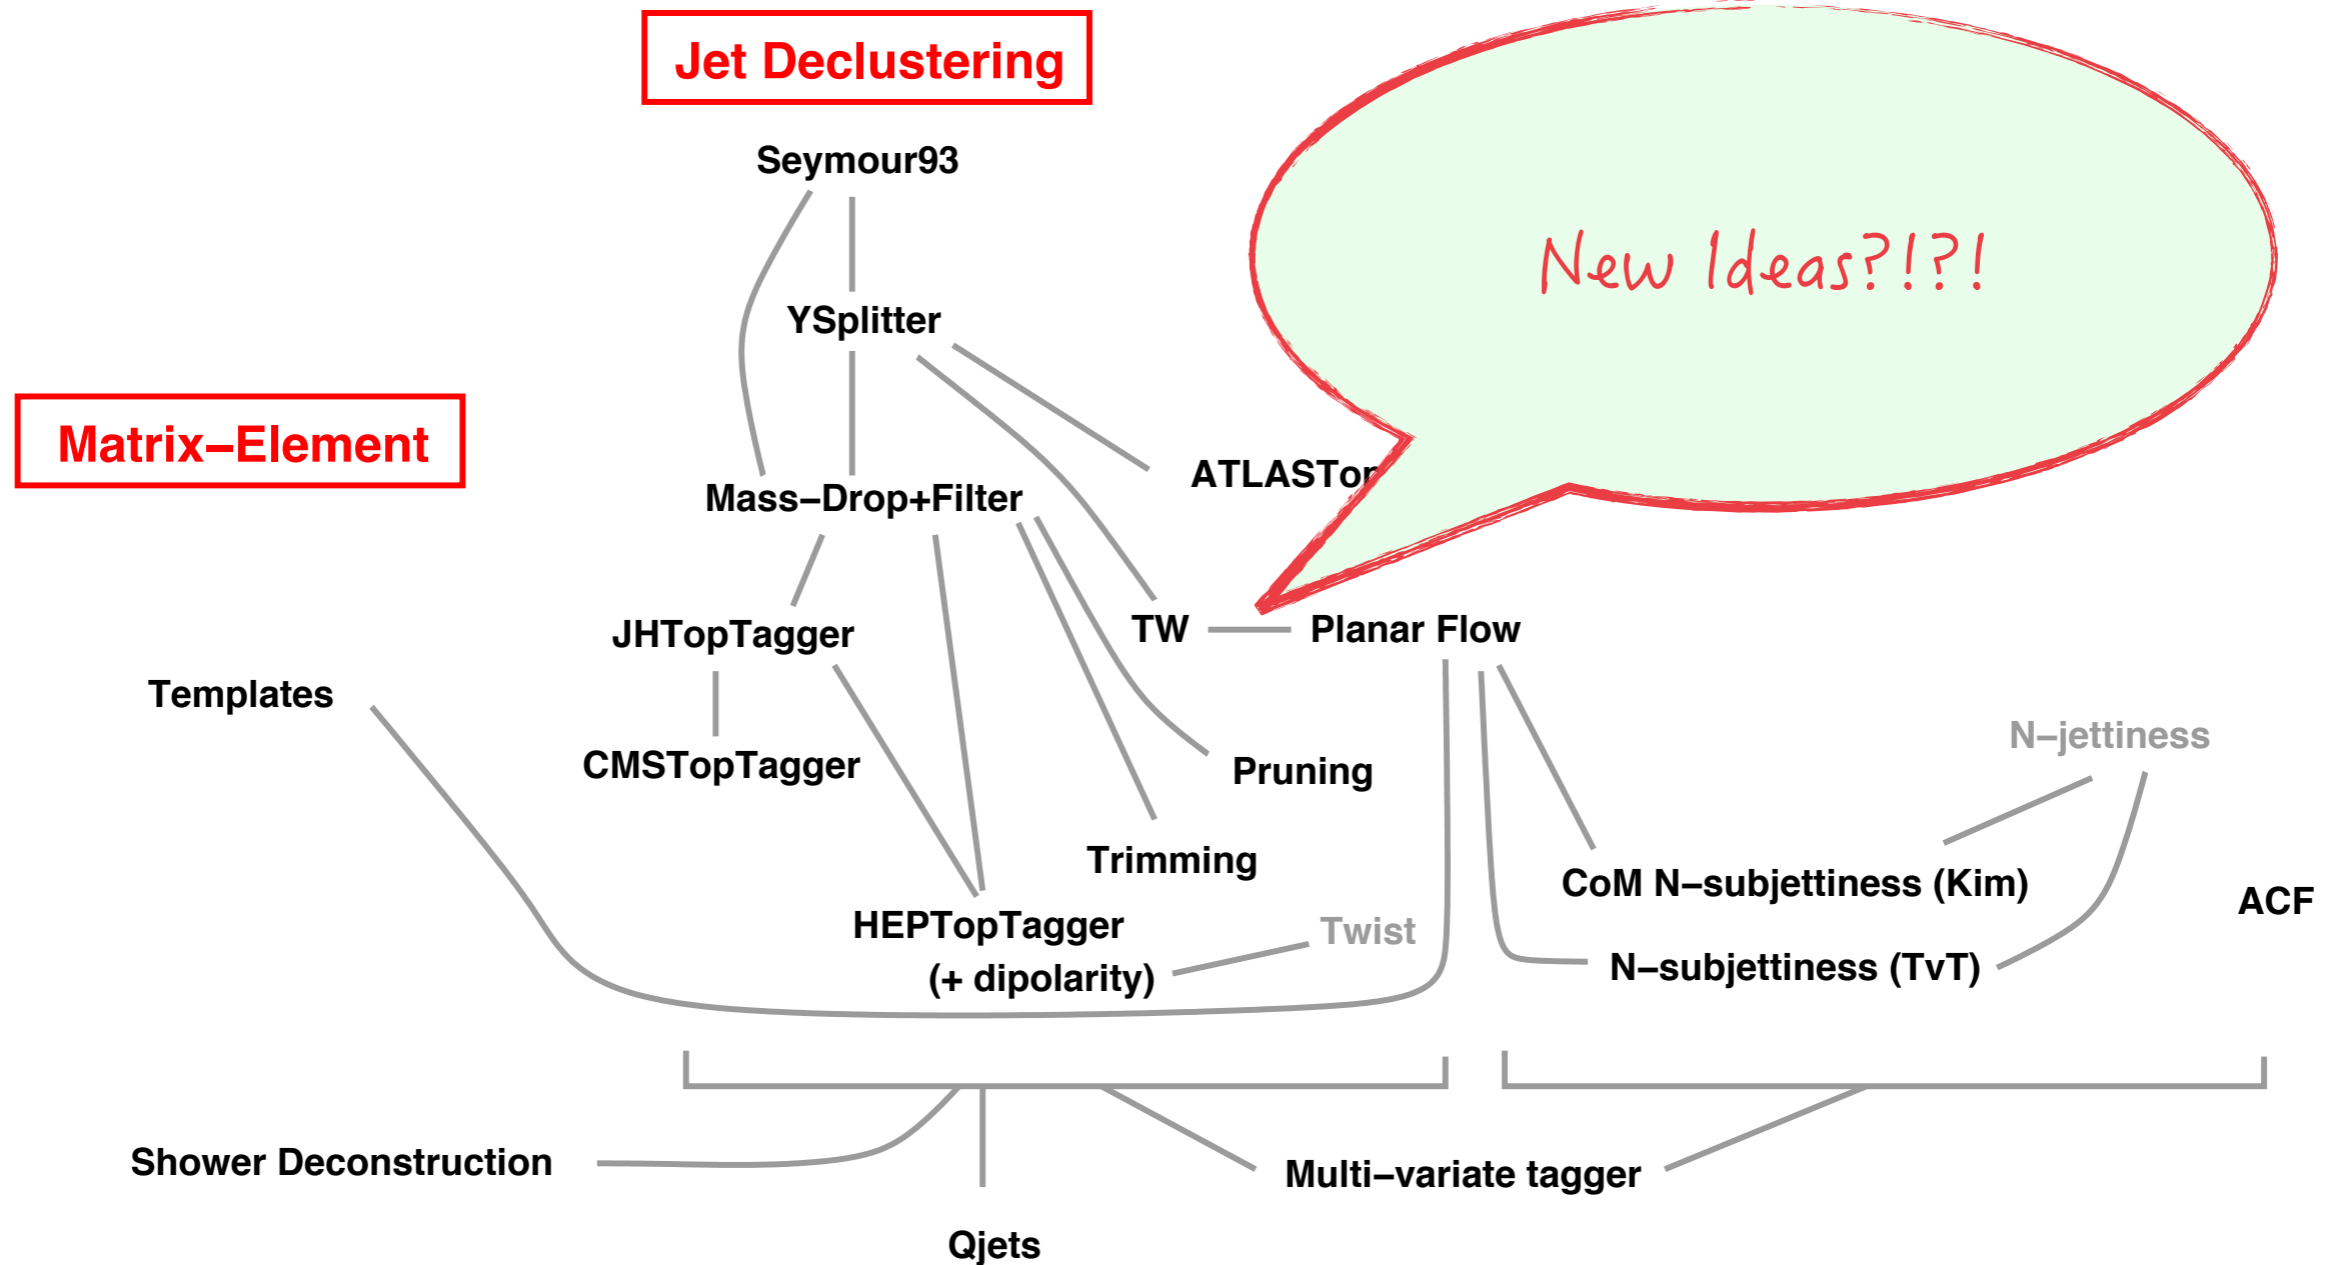 Jet Declustering
Seymour93
New Ideas?!?!
YSplitter
Matrix–Element
ATLASTop
Mass–Drop+Filter
TW
Planar Flow
JHTopTagger
Templates
N–jettiness
CMSTopTagger
Pruning
Trimming
CoM N–subjettiness (Kim)
ACF
HEPTopTagger
(+ dipolarity)
Twist
N–subjettiness (TvT)
Shower Deconstruction
Multi–variate tagger
Qjets